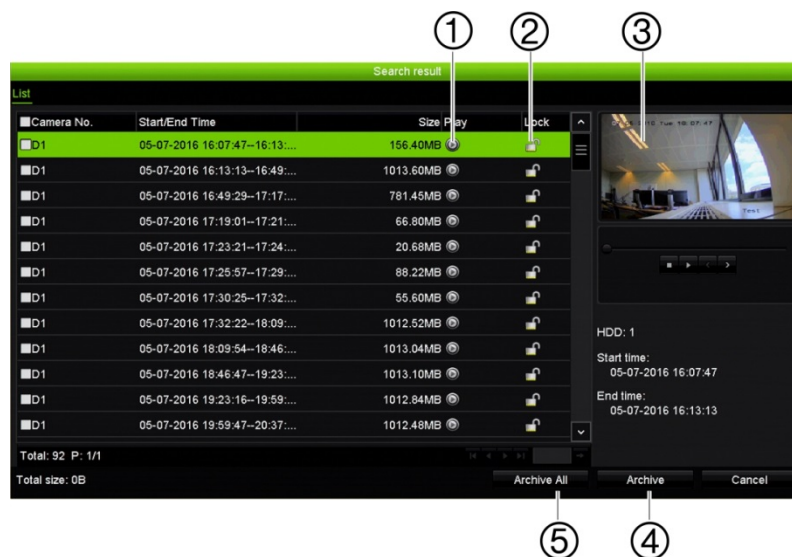 ① ② ③
Search result
List
Camera No. Start/End Time Size Play Lock
D1 05-07-2016 16:07:47--16:13:... 156.40MB
D1 05-07-2016 16:13:13--16:49:... 1013.60MB
D1 05-07-2016 16:49:29--17:17:... 781.45MB
D1 05-07-2016 17:19:01--17:21:... 66.80MB
D1 05-07-2016 17:23:21--17:24:... 20.68MB
D1 05-07-2016 17:25:57--17:29:... 88.22MB
D1 05-07-2016 17:30:25--17:32:... 55.60MB
D1 05-07-2016 17:32:22--18:09:... 1012.52MB
D1 05-07-2016 18:09:54--18:46:... 1013.04MB
D1 05-07-2016 18:46:47--19:23:... 1013.10MB
D1 05-07-2016 19:23:16--19:59:... 1012.84MB
D1 05-07-2016 19:59:47--20:37:... 1012.48MB
Total: 92 P: 1/1
Total size: 0B
Tue 16:07:47
Test
HDD: 1
Start time:
05-07-2016 16:07:47
End time:
05-07-2016 16:13:13
Archive All Archive Cancel
⑤ ④